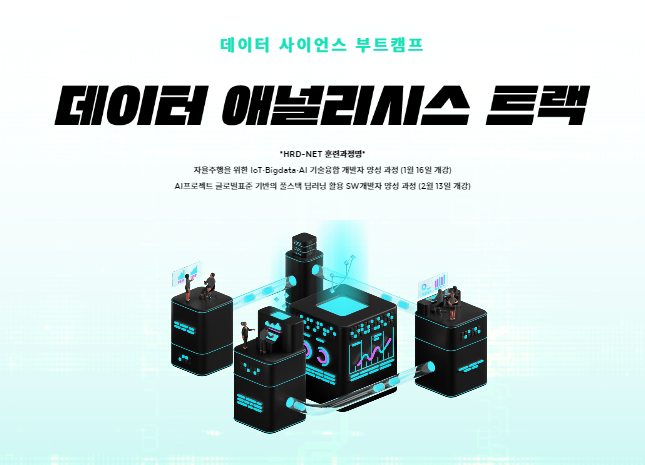 데이터 사이언스 부트캠프
데이터 애널리시스 트랙
*HRD-NET 훈련과정명*
자율주행을 위한 IoT·Bigdata·AI 기술융합 개발자 양성 과정 (1월 16일 개강)
AI프로젝트 글로벌표준 기반의 풀스택 딥러닝 활용 SW개발자 양성 과정 (2월 13일 개강)